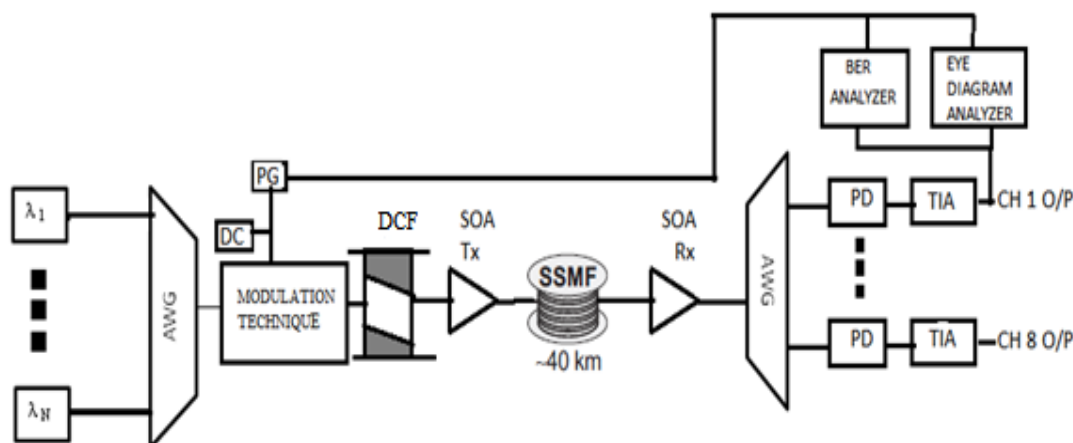 BER
ANALYZER
EYE
DIAGRAM
ANALYZER
PG
λ1
DC
DCF
SOA
Tx
SOA
Rx
PD
TIA
CH 1 O/P
AWG
MODULATION
TECHNIQUE
SSMF
~40 km
AWG
PD
TIA
CH 8 O/P
λN